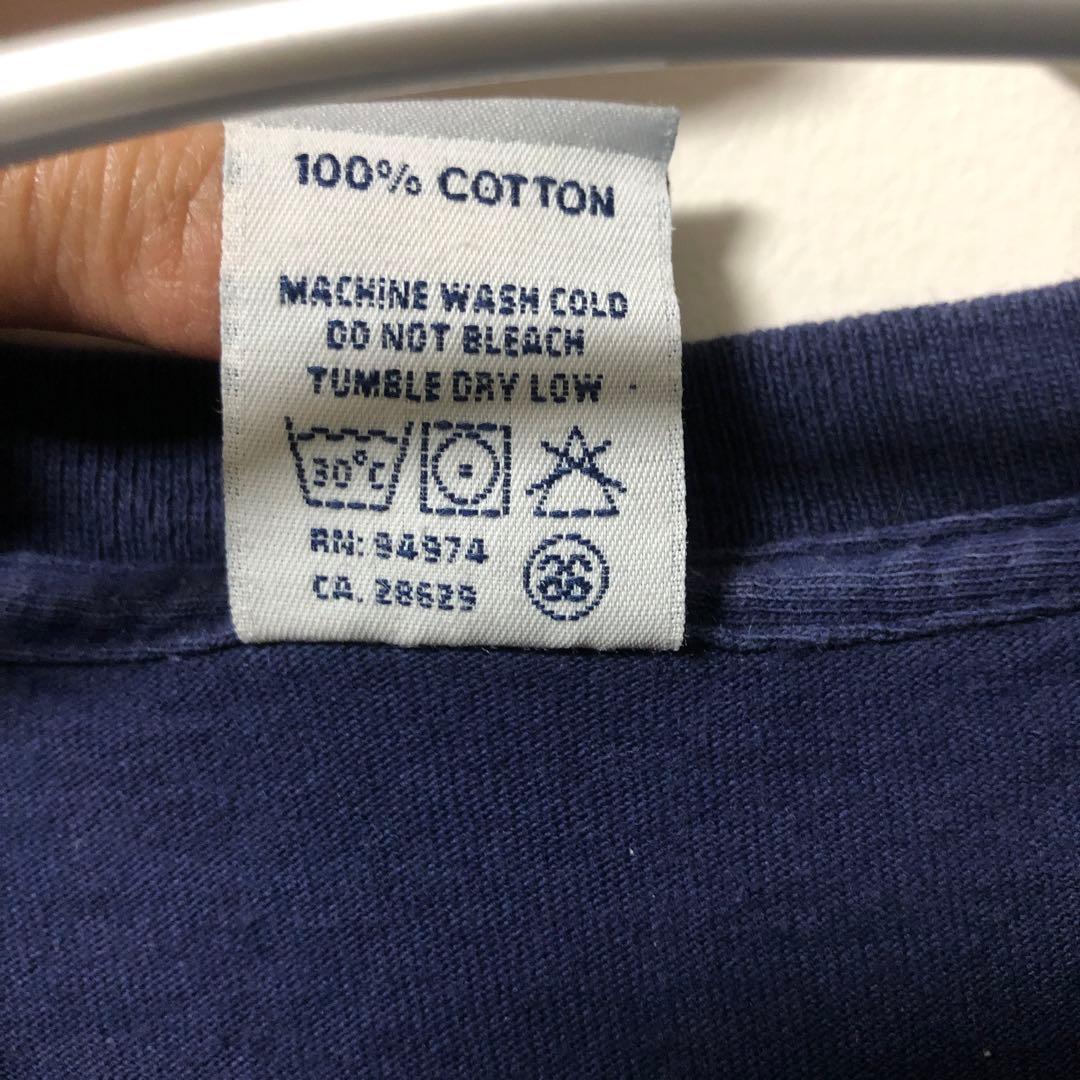 100% COTTON
MACHINE WASH COLD
DO NOT BLEACH
TUMBLE DRY LOW
30°C
RN: 94974
CA. 28629